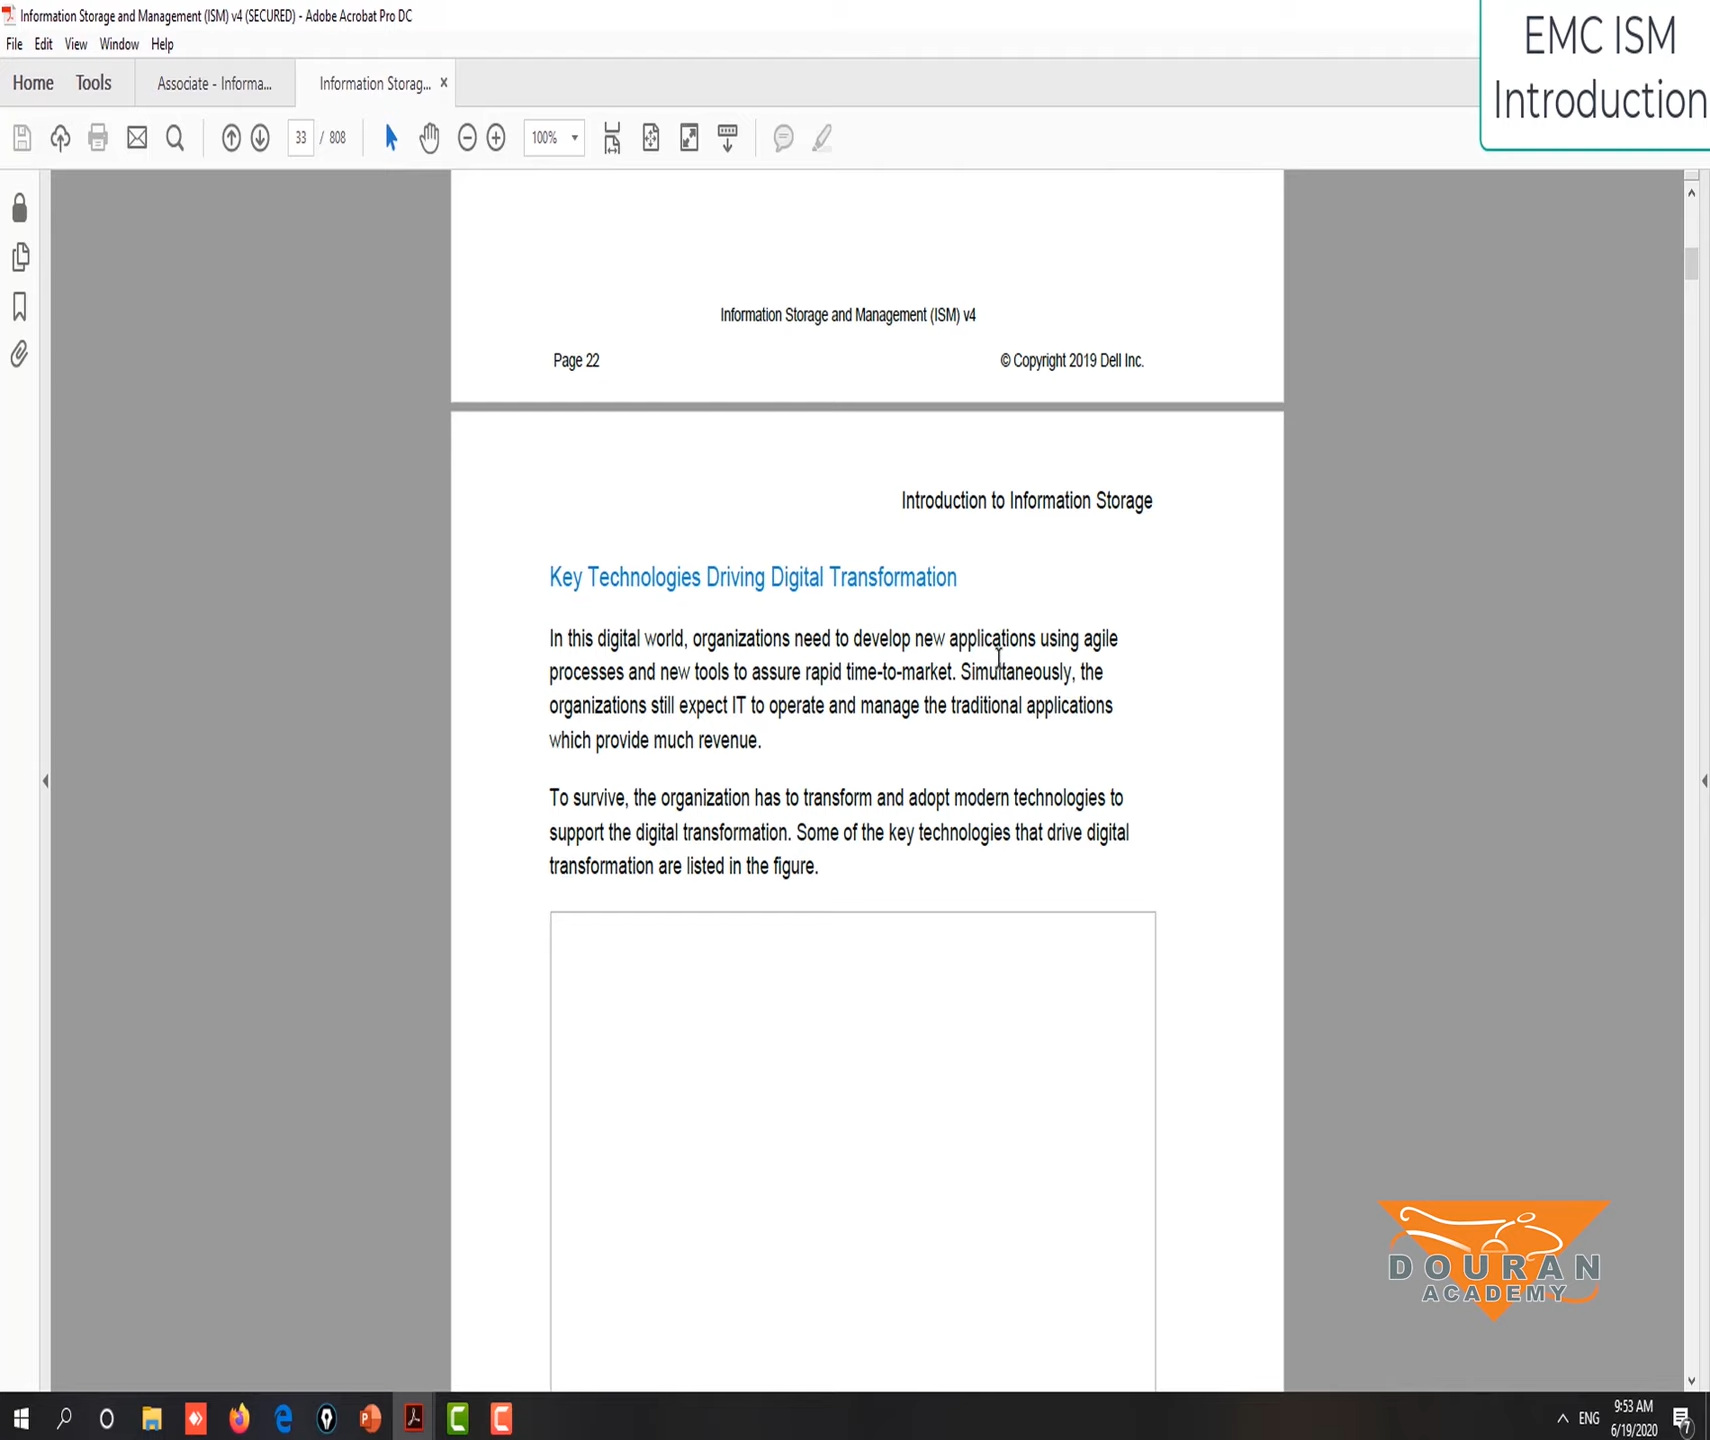 Information Storage and Management (ISM) v4 (SECURED) - Adobe Acrobat Pro DC
File Edit View Window Help
EMC ISM
Introduction
Home Tools Associate - Informa... Information Storag... ×
33 / 808 100%
Information Storage and Management (ISM) v4
Page 22 © Copyright 2019 Dell Inc.
Introduction to Information Storage
Key Technologies Driving Digital Transformation
In this digital world, organizations need to develop new applications using agile
processes and new tools to assure rapid time-to-market. Simultaneously, the
organizations still expect IT to operate and manage the traditional applications
which provide much revenue.
To survive, the organization has to transform and adopt modern technologies to
support the digital transformation. Some of the key technologies that drive digital
transformation are listed in the figure.
DOURAN
ACADEMY
ENG
9:53 AM
6/19/2020
7